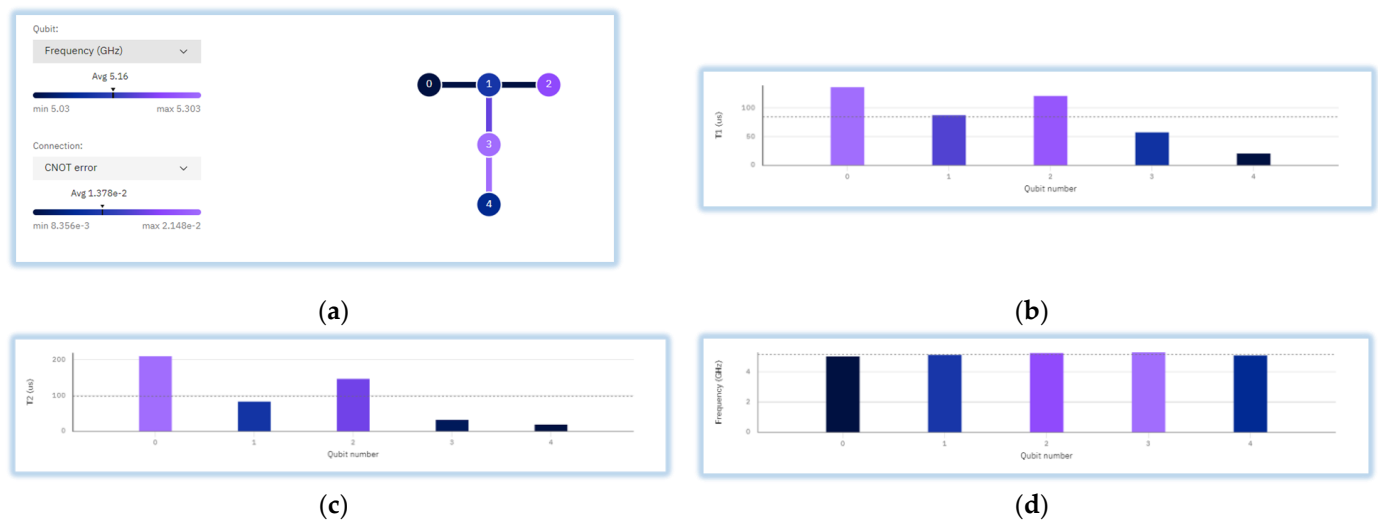 Qubit:
Frequency (GHz)
Avg 5.16
min 5.03 max 5.303
Connection:
CNOT error
Avg 1.378e-2
min 8.356e-3 max 2.148e-2
0 1 2
3
4
(a)
T1 (us)
100
50
0
0 1 2 3 4
Qubit number
(b)
T2 (us)
200
100
0
0 1 2 3 4
Qubit number
(c)
Frequency (GHz)
4
2
0
0 1 2 3 4
Qubit number
(d)